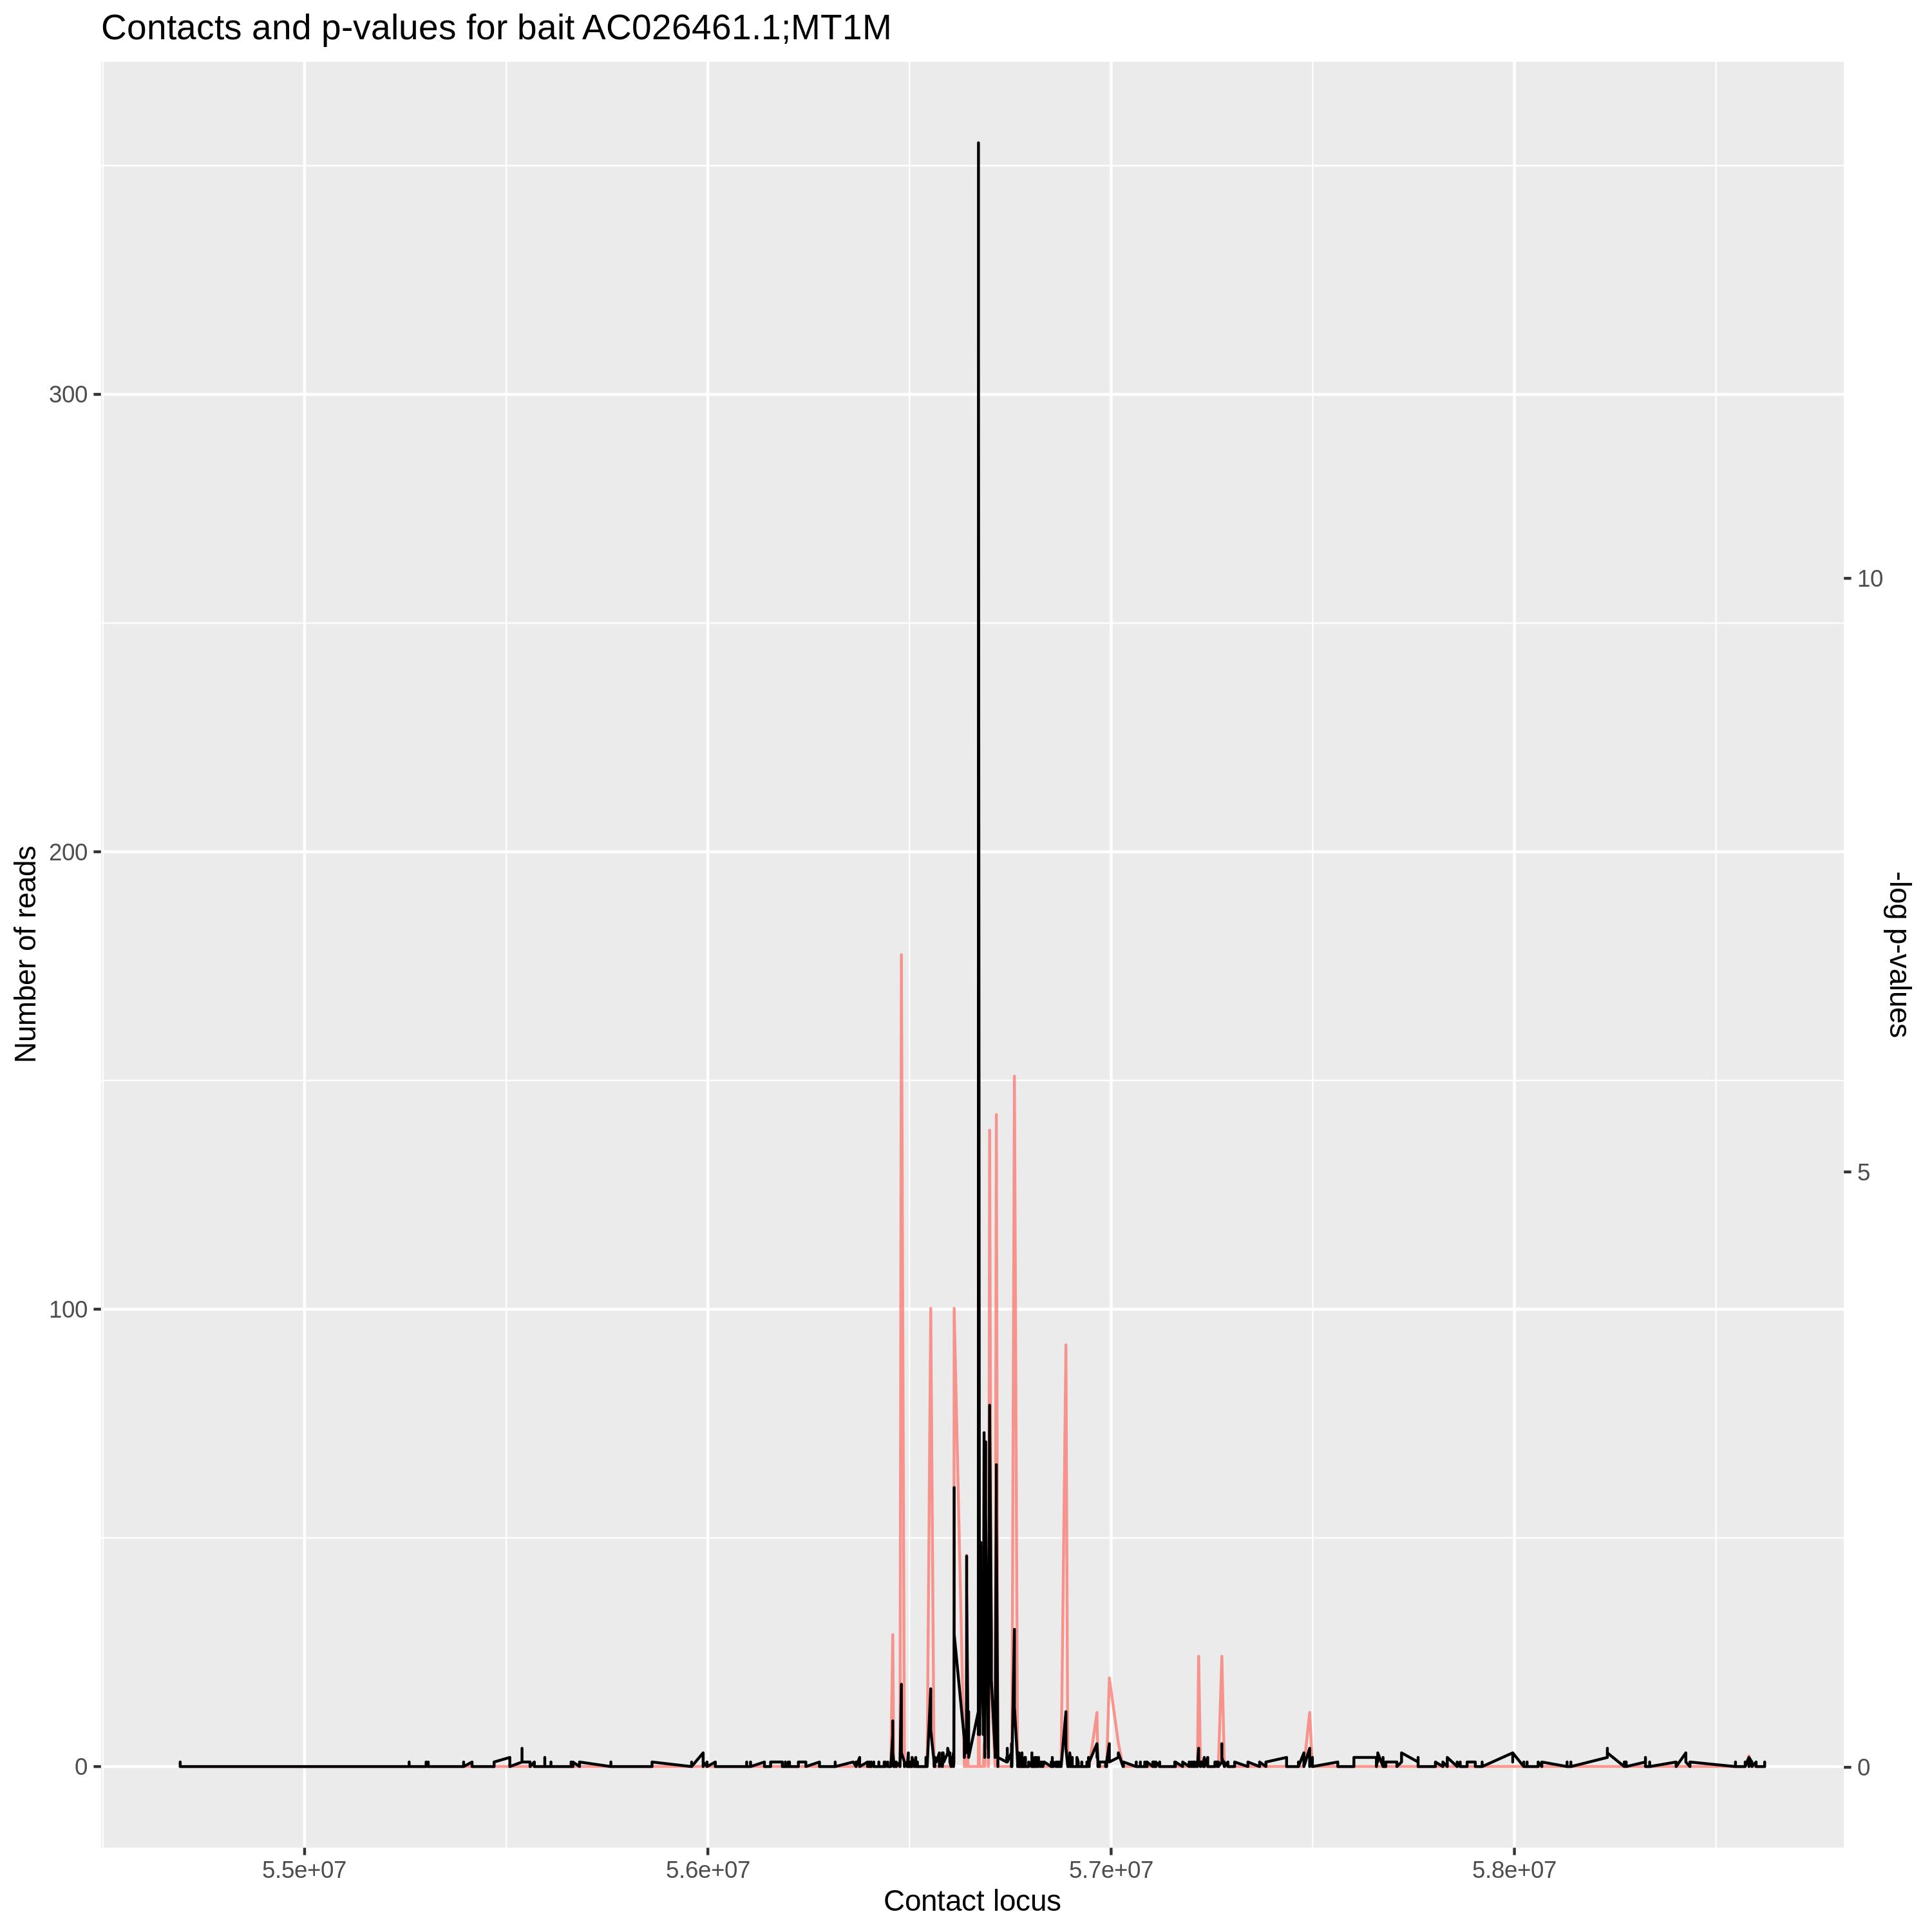 Contacts and p-values for bait AC026461.1;MT1M
300
200
100
0
Number of reads
10
5
0
-log p-values
5.5e+07
5.6e+07
5.7e+07
5.8e+07
Contact locus